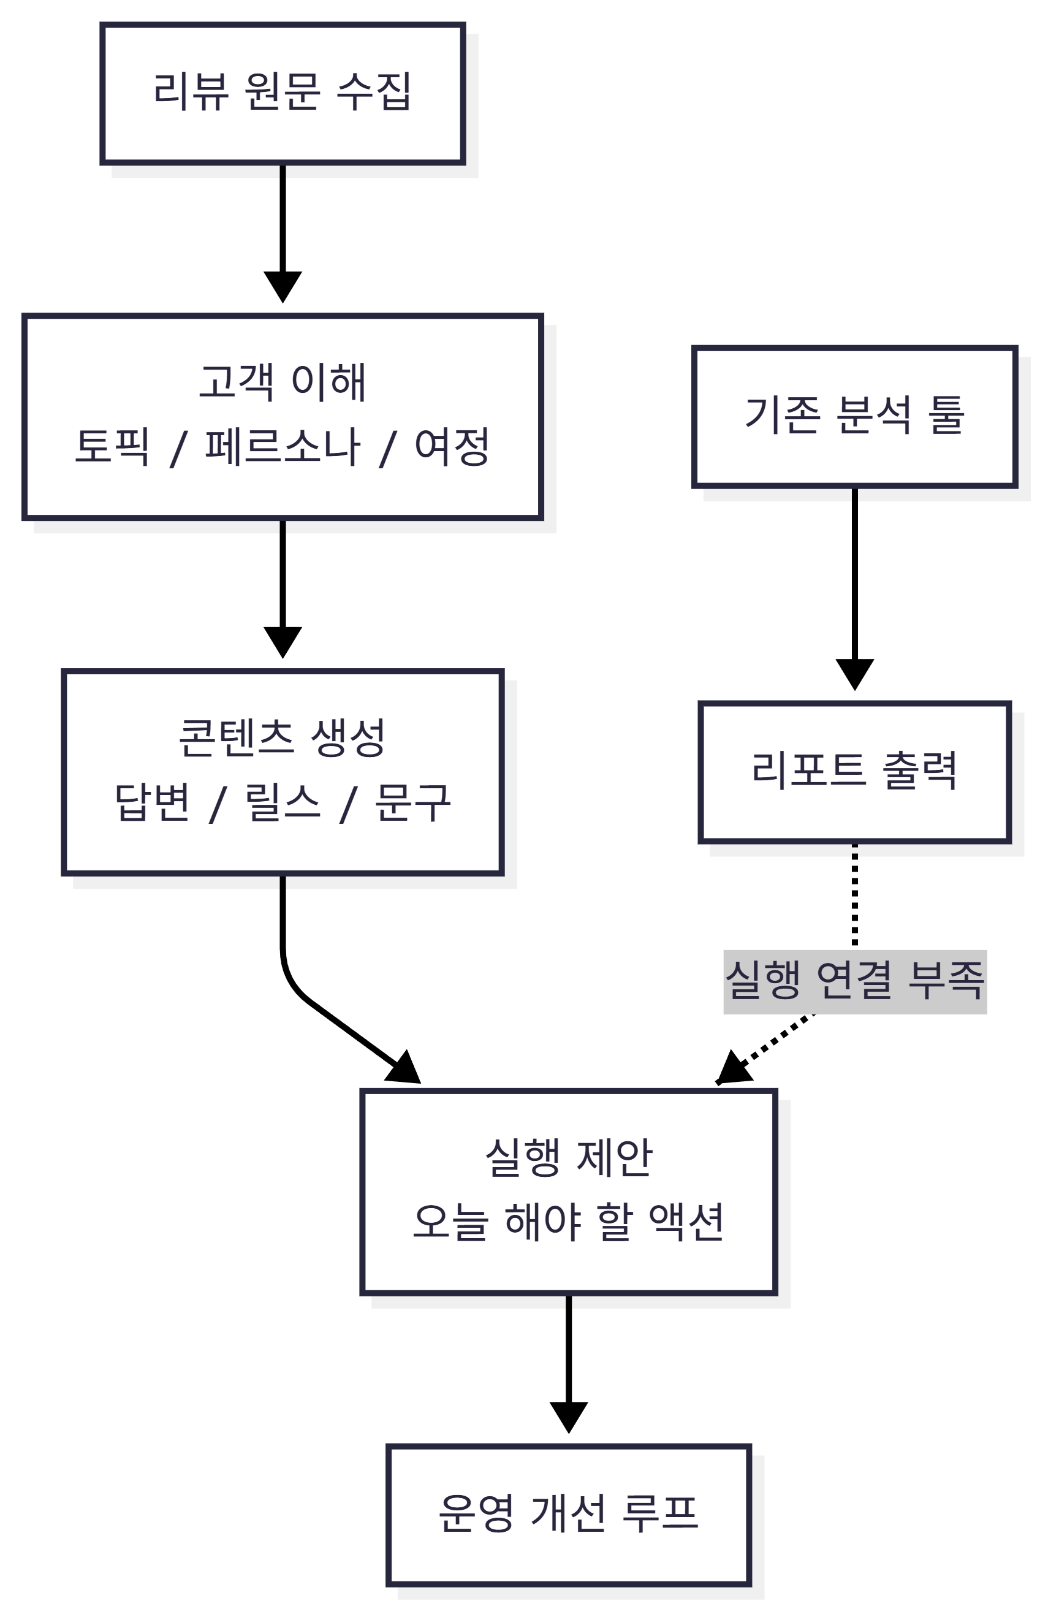 리뷰 원문 수집
고객 이해
토픽 / 페르소나 / 여정
기존 분석 툴
콘텐츠 생성
답변 / 릴스 / 문구
리포트 출력
실행 연결 부족
실행 제안
오늘 해야 할 액션
운영 개선 루프